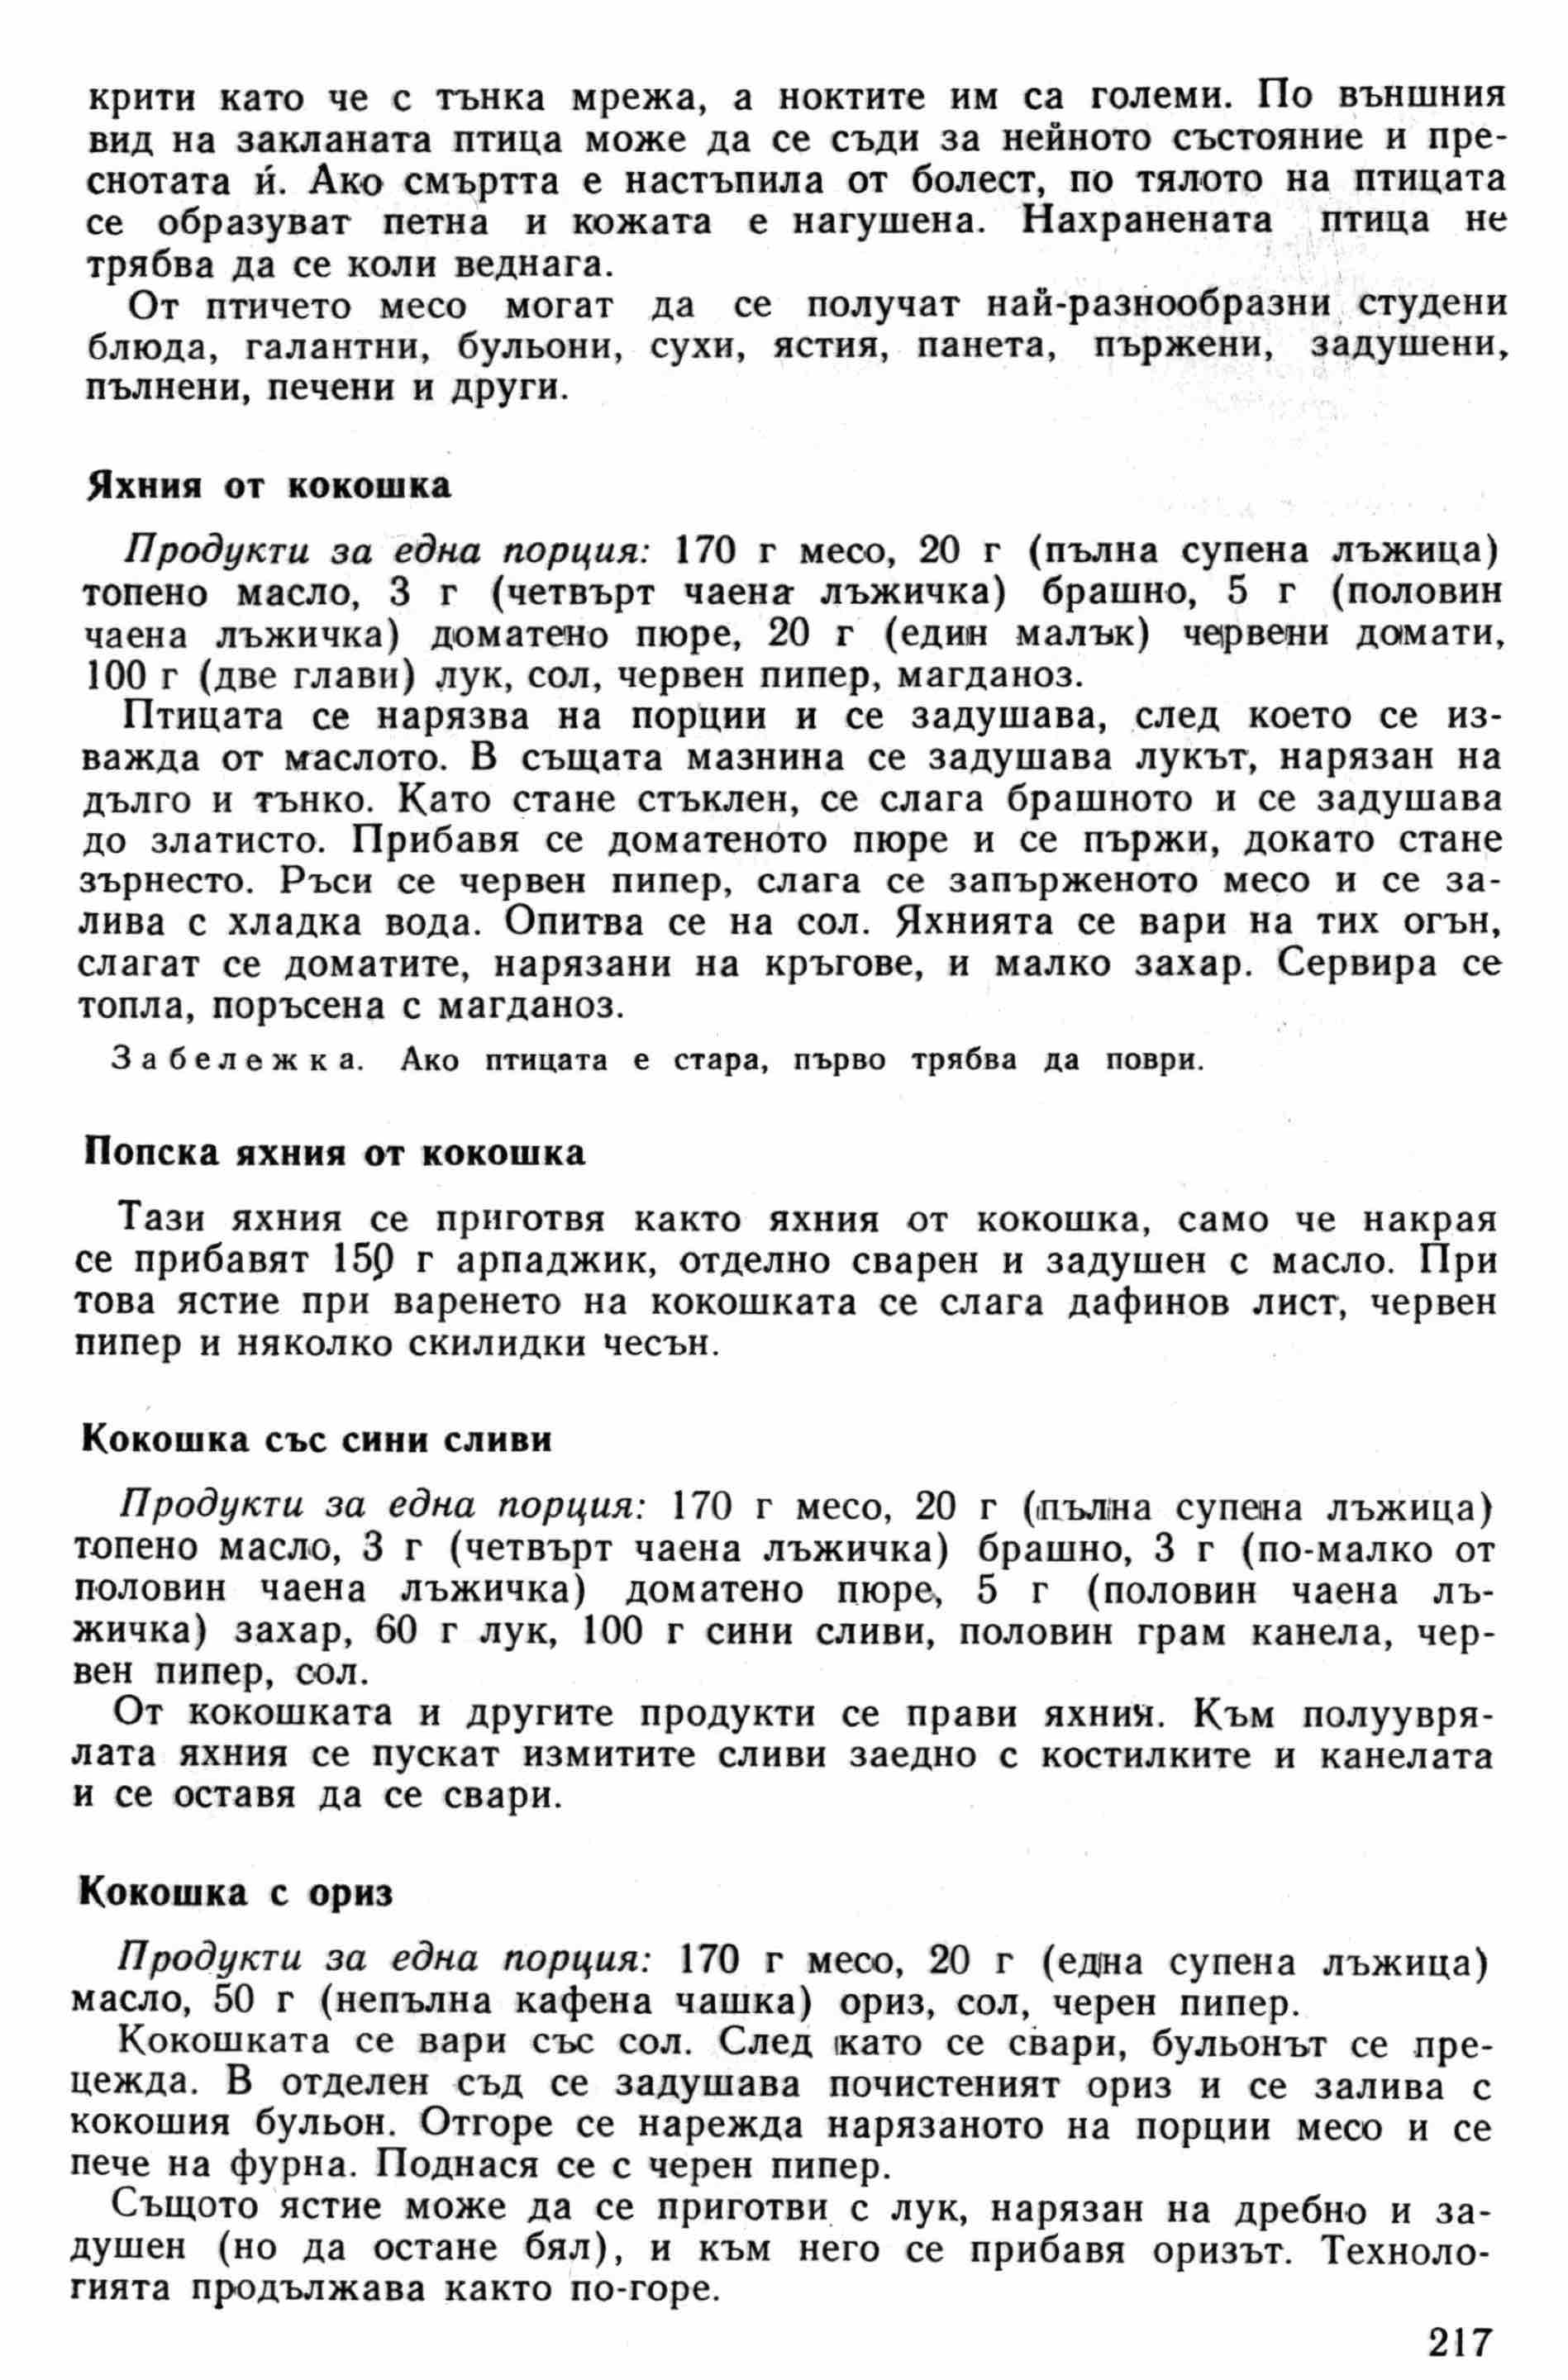 крити като че с тънка мрежа, а ноктите им са големи. По външния
вид на закланата птица може да се съди за нейното състояние и пре-
снотата ѝ. Ако смъртта е настъпила от болест, по тялото на птицата
се образуват петна и кожата е нагушена. Нахранената птица не
трябва да се коли веднага.
От птичето месо могат да се получат най-разнообразни студени
блюда, галантни, бульони, сухи, ястия, панета, пържени, задушени,
пълнени, печени и други.
Яхния от кокошка
Продукти за една порция: 170 г месо, 20 г (пълна супена лъжица)
топено масло, 3 г (четвърт чаена лъжичка) брашно, 5 г (половин
чаена лъжичка) доматено пюре, 20 г (един малък) червени домати,
100 г (две глави) лук, сол, червен пипер, магданоз.
Птицата се нарязва на порции и се задушава, след което се из-
важда от маслото. В същата мазнина се задушава лукът, нарязан на
дълго и тънко. Като стане стъклен, се слага брашното и се задушава
до златисто. Прибавя се доматеното пюре и се пържи, докато стане
зърнесто. Ръси се червен пипер, слага се запърженото месо и се за-
лива с хладка вода. Опитва се на сол. Яхнията се вари на тих огън,
слагат се доматите, нарязани на кръгове, и малко захар. Сервира се
топла, поръсена с магданоз.
Забележка. Ако птицата е стара, първо трябва да поври.
Попска яхния от кокошка
Тази яхния се приготвя както яхния от кокошка, само че накрая
се прибавят 150 г арпаджик, отделно сварен и задушен с масло. При
това ястие при варенето на кокошката се слага дафинов лист, червен
пипер и няколко скилидки чесън.
Кокошка със сини сливи
Продукти за една порция: 170 г месо, 20 г (пълна супена лъжица)
топено масло, 3 г (четвърт чаена лъжичка) брашно, 3 г (по-малко от
половин чаена лъжичка) доматено пюре, 5 г (половин чаена лъ-
жичка) захар, 60 г лук, 100 г сини сливи, половин грам канела, чер-
вен пипер, сол.
От кокошката и другите продукти се прави яхния. Към полуувря-
лата яхния се пускат измитите сливи заедно с костилките и канелата
и се оставя да се свари.
Кокошка с ориз
Продукти за една порция: 170 г месо, 20 г (една супена лъжица)
масло, 50 г (непълна кафена чашка) ориз, сол, черен пипер.
Кокошката се вари със сол. След като се свари, бульонът се пре-
цежда. В отделен съд се задушава почистеният ориз и се залива с
кокошия бульон. Отгоре се нарежда нарязаното на порции месо и се
пече на фурна. Поднася се с черен пипер.
Същото ястие може да се приготви с лук, нарязан на дребно и за-
душен (но да остане бял), и към него се прибавя оризът. Техноло-
гията продължава както по-горе.
217